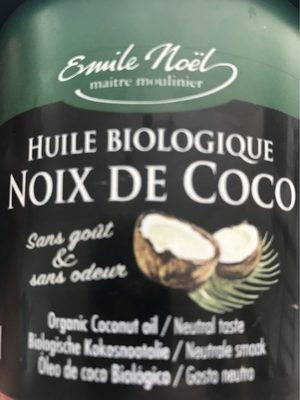 Emile Noël
maitre moulinier
HUILE BIOLOGIQUE
NOIX DE COCO
Sans goût
&
sans odeur
Organic Coconut oil / Neutral taste
Biologische Kokosnootolie / Neutrale smaak
Óleo de coco Biológico / Gosto neutro